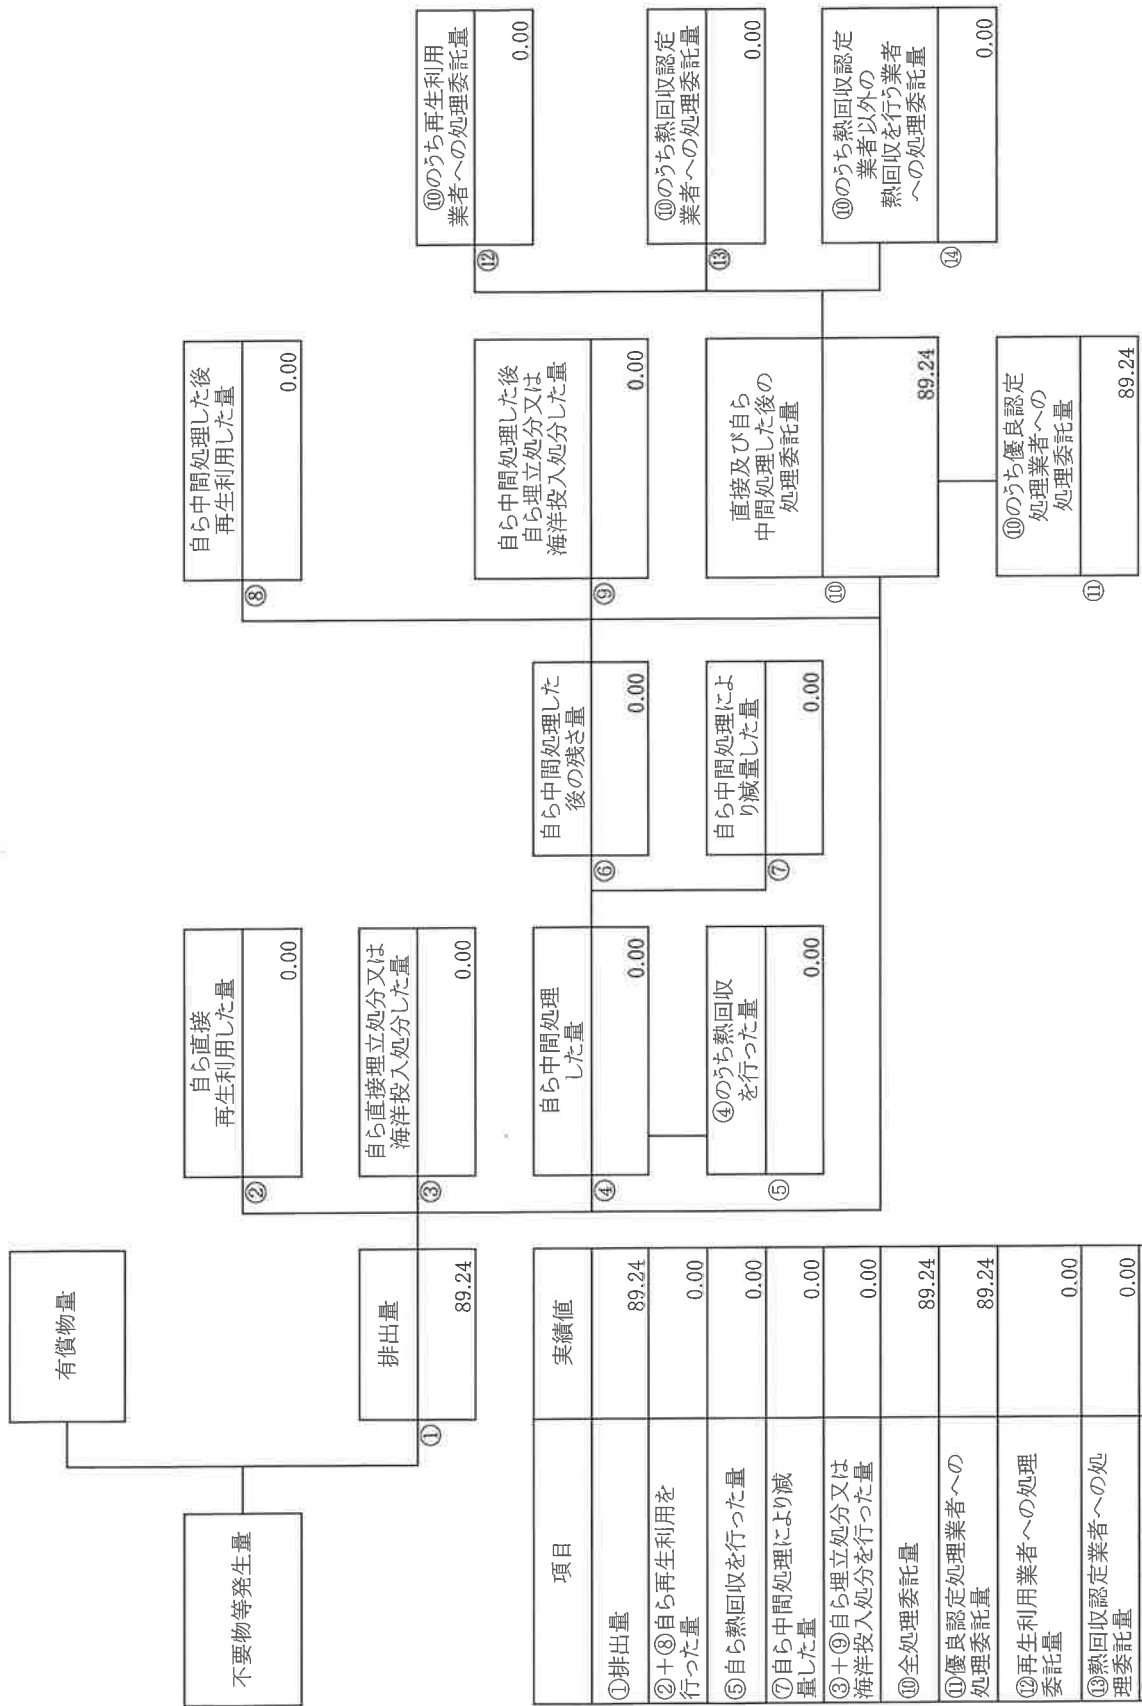 不要物等発生量
有償物量
①
排出量
89.24
②
自ら直接
再生利用した量
0.00
③
自ら直接埋立処分又は
海洋投入処分した量
0.00
④
自ら中間処理
した量
0.00
⑤
④のうち熱回収
を行った量
0.00
⑥
自ら中間処理した
後の残さ量
0.00
⑦
自ら中間処理によ
り減量した量
0.00
⑧
自ら中間処理した後
再生利用した量
0.00
⑨
自ら中間処理した後
自ら埋立処分又は
海洋投入処分した量
0.00
⑩
直接及び自ら
中間処理した後の
処理委託量
89.24
⑪
⑩のうち優良認定
処理業者への
処理委託量
89.24
⑫
⑩のうち再生利用
業者への処理委託量
0.00
⑬
⑩のうち熱回収認定
業者への処理委託量
0.00
⑭
⑩のうち熱回収認定
業者以外の
熱回収を行う業者
への処理委託量
0.00
項目 実績値
①排出量 89.24
②+⑧自ら再生利用を
行った量 0.00
⑤自ら熱回収を行った量 0.00
⑦自ら中間処理により減
量した量 0.00
③+⑨自ら埋立処分又は
海洋投入処分を行った量 0.00
⑩全処理委託量 89.24
⑪優良認定処理業者への
処理委託量 89.24
⑫再生利用業者への処理
委託量 0.00
⑬熱回収認定業者への処
理委託量 0.00